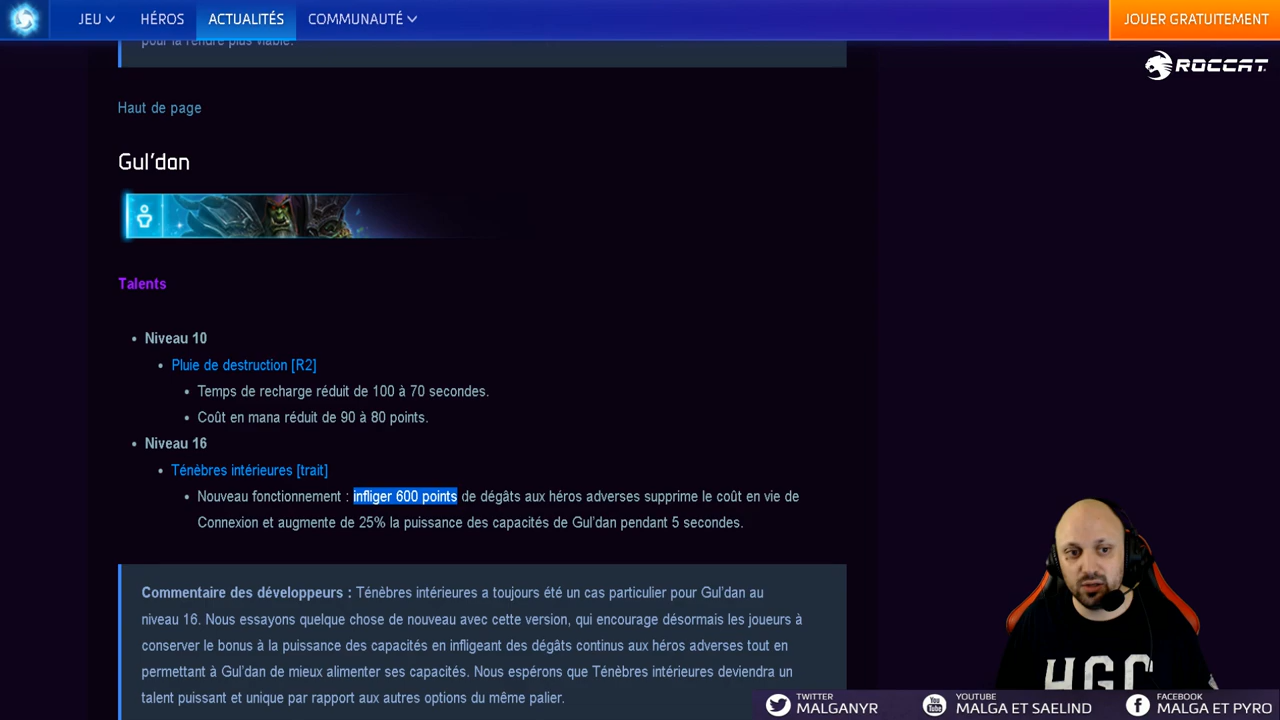 JEU HÉROS ACTUALITÉS COMMUNAUTÉ JOUER GRATUITEMENT
pour la rendre plus viable.
ROCCAT
Haut de page
Gul'dan
Talents
Niveau 10
Pluie de destruction [R2]
Temps de recharge réduit de 100 à 70 secondes.
Coût en mana réduit de 90 à 80 points.
Niveau 16
Ténèbres intérieures [trait]
Nouveau fonctionnement : infliger 600 points de dégâts aux héros adverses supprime le coût en vie de
Connexion et augmente de 25% la puissance des capacités de Gul'dan pendant 5 secondes.
Commentaire des développeurs : Ténèbres intérieures a toujours été un cas particulier pour Gul'dan au
niveau 16. Nous essayons quelque chose de nouveau avec cette version, qui encourage désormais les joueurs à
conserver le bonus à la puissance des capacités en infligeant des dégâts continus aux héros adverses tout en
permettant à Gul'dan de mieux alimenter ses capacités. Nous espérons que Ténèbres intérieures deviendra un
talent puissant et unique par rapport aux autres options du même palier.
HGC
TWITTER
MALGANYR
YOUTUBE
MALGA ET SAELIND
FACEBOOK
MALGA ET PYRO